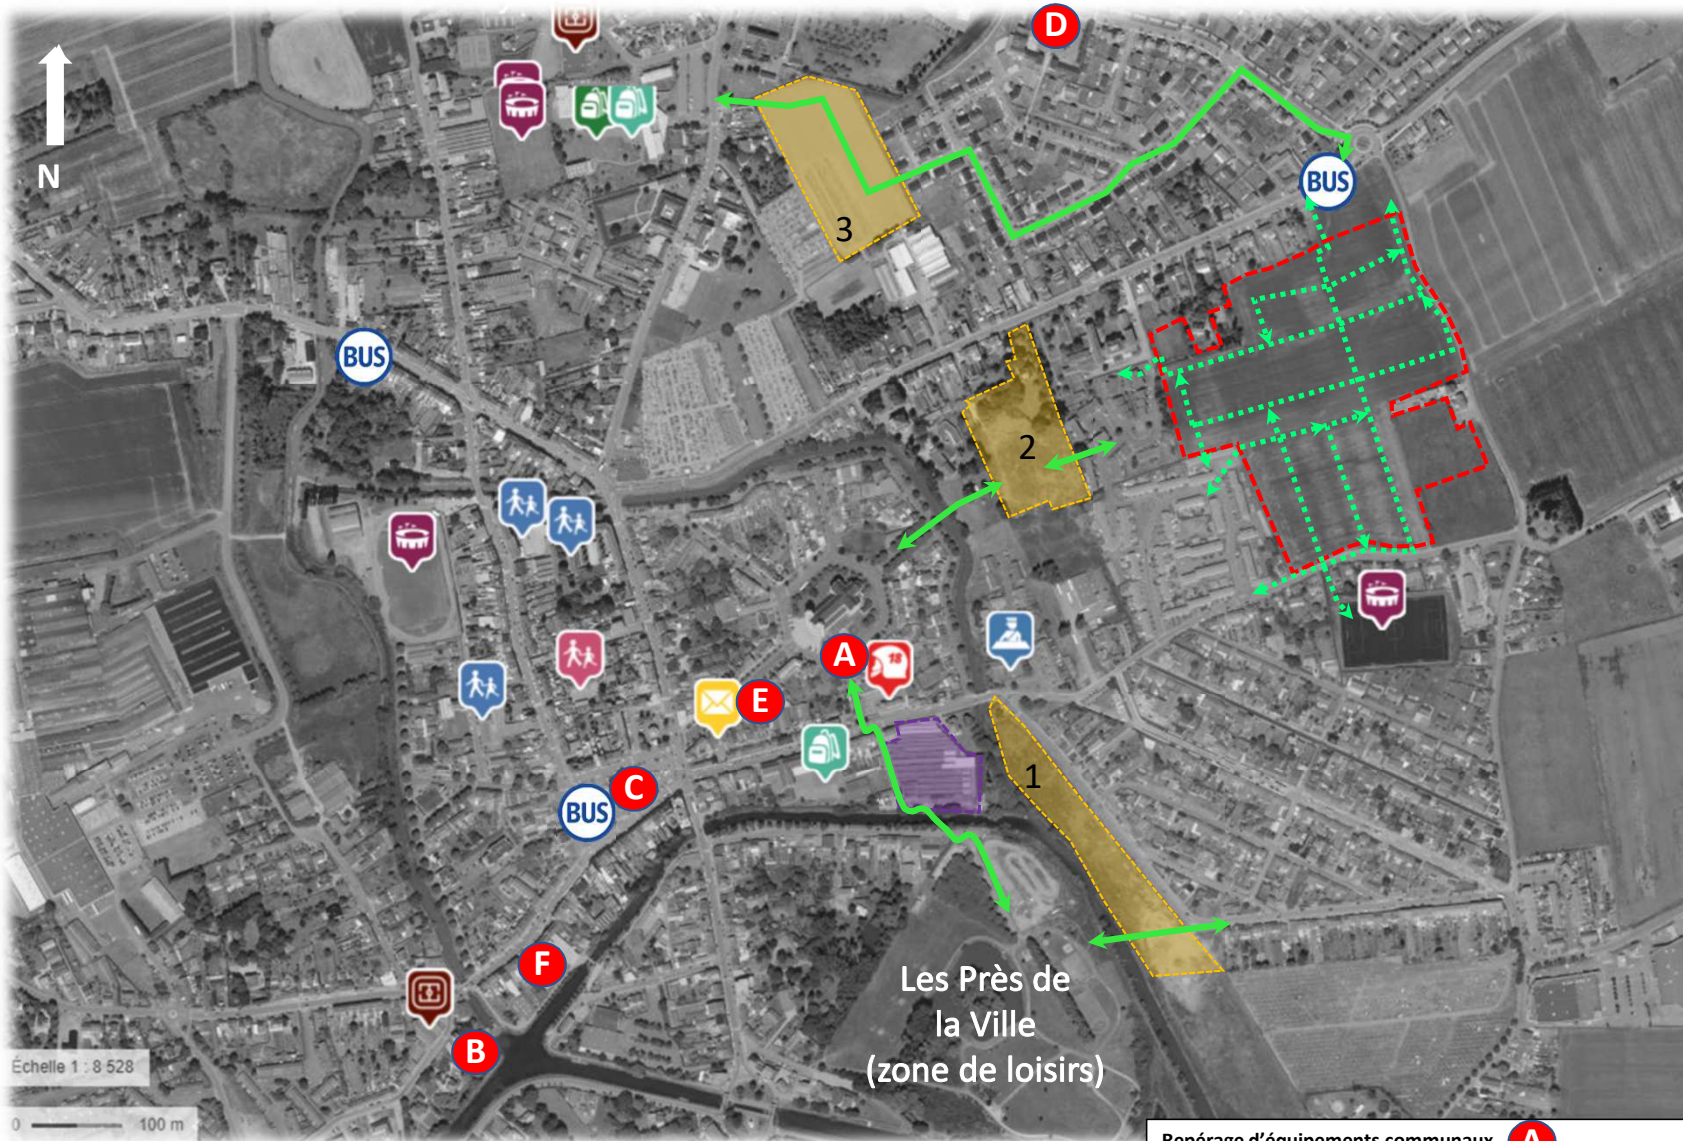 D
N
BUS
3
BUS
2
A
18
E
1
C
BUS
F
Les Près de
la Ville
(zone de loisirs)
B
Échelle 1 : 8 528
0 100 m
Repérage d'équipements communaux A